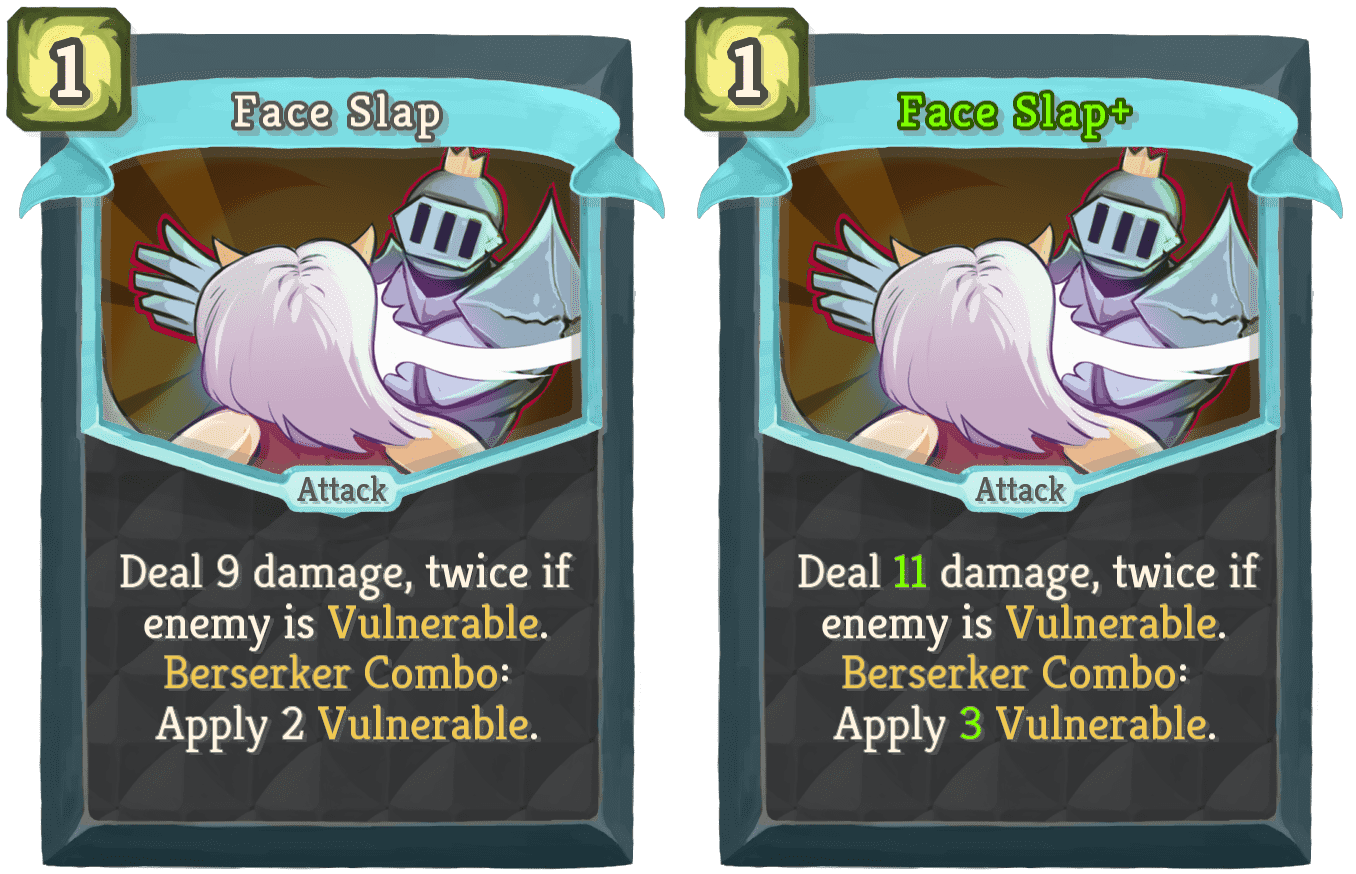 1
Face Slap
Attack
Deal 9 damage, twice if
enemy is Vulnerable.
Berserker Combo:
Apply 2 Vulnerable.
1
Face Slap+
Attack
Deal 11 damage, twice if
enemy is Vulnerable.
Berserker Combo:
Apply 3 Vulnerable.